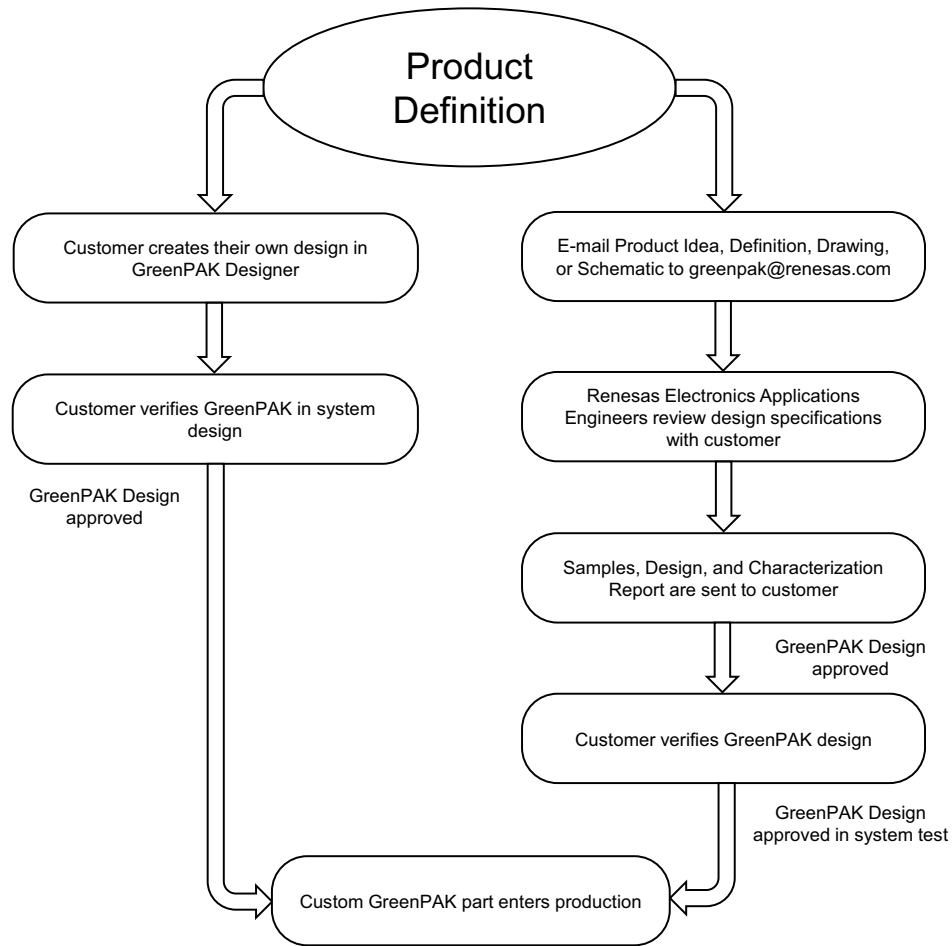 Product
Definition
Customer creates their own design in
GreenPAK Designer
Customer verifies GreenPAK in system
design
GreenPAK Design
approved
E-mail Product Idea, Definition, Drawing,
or Schematic to greenpak@renesas.com
Renesas Electronics Applications
Engineers review design specifications
with customer
Samples, Design, and Characterization
Report are sent to customer
GreenPAK Design
approved
Customer verifies GreenPAK design
GreenPAK Design
approved in system test
Custom GreenPAK part enters production